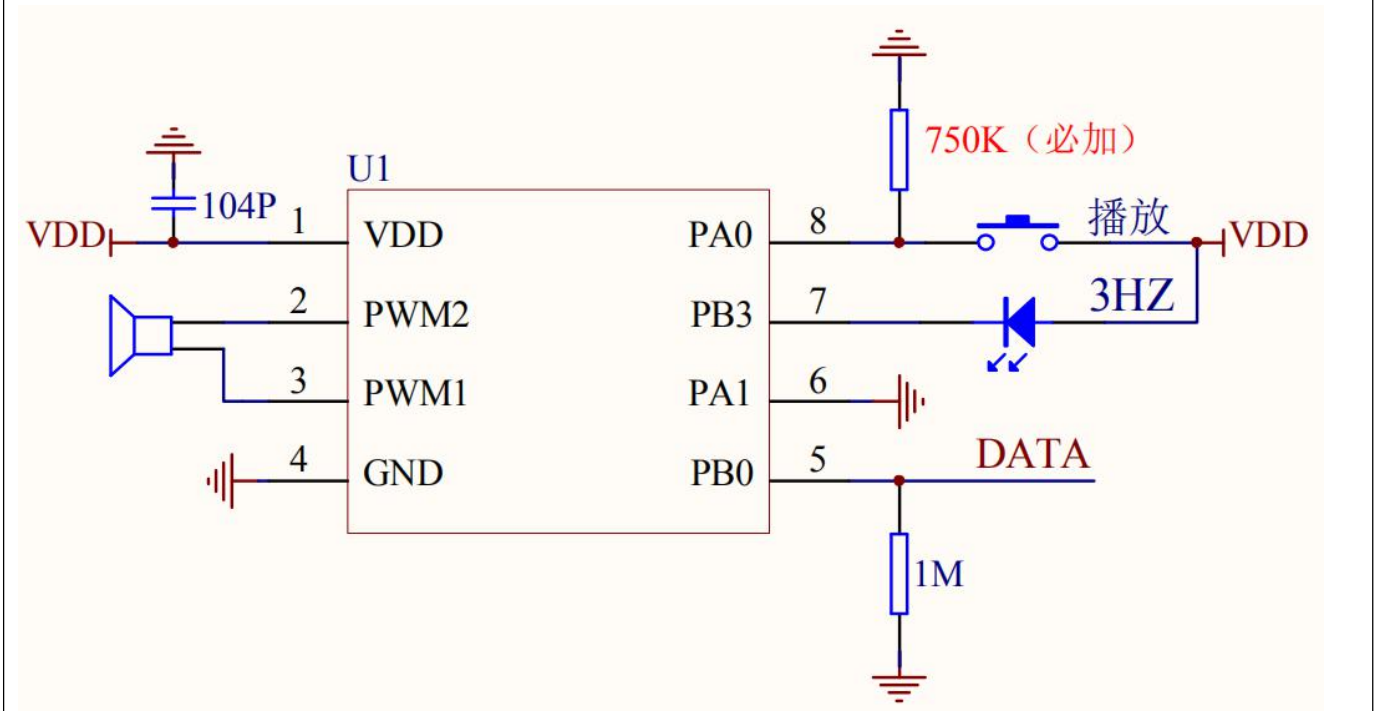 750K（必加）
U1
104P
VDD
1
VDD
PA0
8
播放
VDD
2
PWM2
PB3
7
3HZ
3
PWM1
PA1
6
4
GND
PB0
5
DATA
1M